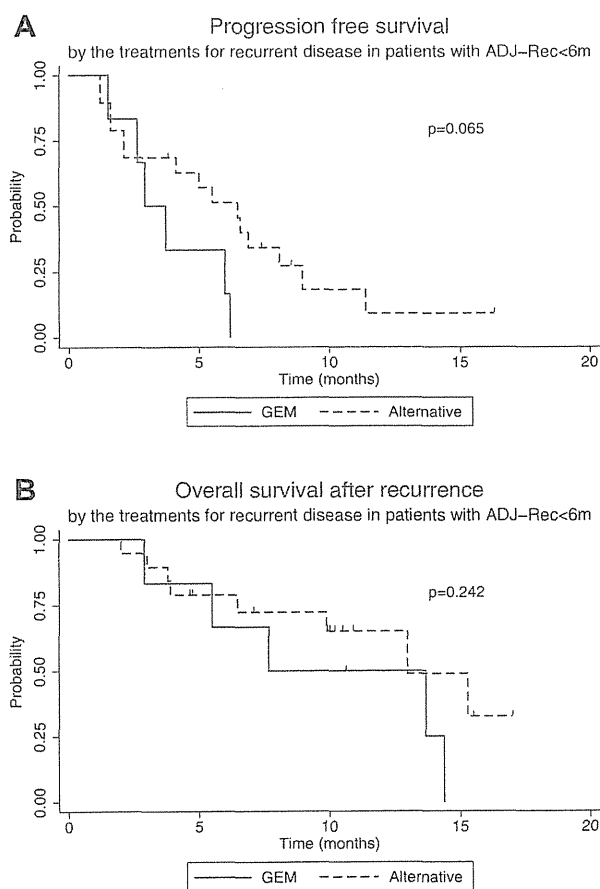 A
Progression free survival
by the treatments for recurrent disease in patients with ADJ-Rec<6m
p=0.065
Probability
1.00
0.75
0.50
0.25
0.00
0 5 10 15 20
Time (months)
GEM Alternative
B
Overall survival after recurrence
by the treatments for recurrent disease in patients with ADJ-Rec<6m
p=0.242
Probability
1.00
0.75
0.50
0.25
0.00
0 5 10 15 20
Time (months)
GEM Alternative